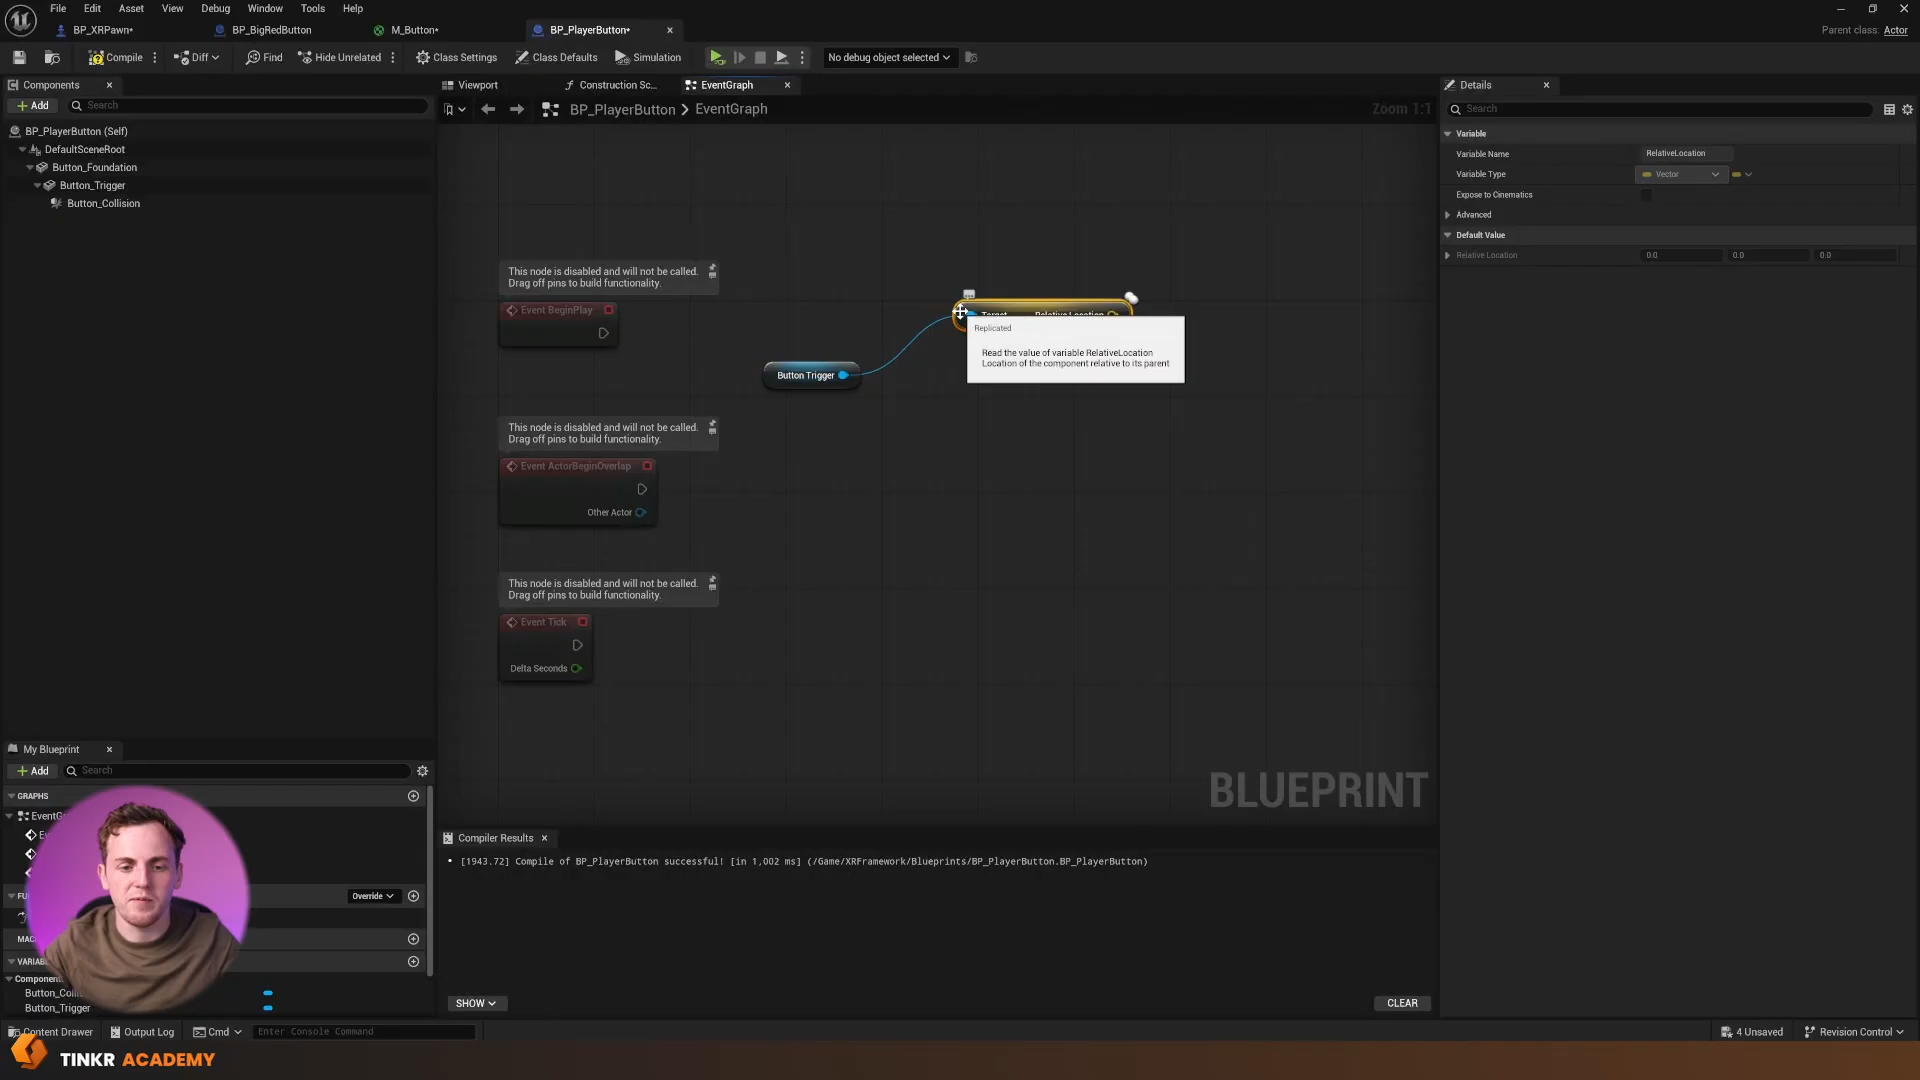 File Edit Asset View Debug Window Tools Help
BP_XRPawn* BP_BigRedButton M_Button* BP_PlayerButton*
Parent class: Actor
Compile Diff Find Hide Unrelated Class Settings Class Defaults Simulation No debug object selected
Components
Add Search
BP_PlayerButton (Self)
DefaultSceneRoot
Button_Foundation
Button_Trigger
Button_Collision
Viewport Construction Sc... EventGraph
BP_PlayerButton EventGraph
Zoom 1:1
This node is disabled and will not be called.
Drag off pins to build functionality.
Event BeginPlay
Target Relative Location
Replicated
Read the value of variable RelativeLocation
Location of the component relative to its parent
Button Trigger
This node is disabled and will not be called.
Drag off pins to build functionality.
Event ActorBeginOverlap
Other Actor
This node is disabled and will not be called.
Drag off pins to build functionality.
Event Tick
Delta Seconds
BLUEPRINT
Details
Search
Variable
Variable Name RelativeLocation
Variable Type Vector
Expose to Cinematics
Advanced
Default Value
Relative Location 0.0 0.0 0.0
My Blueprint
Add Search
GRAPHS
Override
Button_Trigger
Compiler Results
[1943.72] Compile of BP_PlayerButton successful! [in 1,002 ms] (/Game/XRFramework/Blueprints/BP_PlayerButton.BP_PlayerButton)
SHOW CLEAR
Content Drawer Output Log Cmd Enter Console Command
4 Unsaved Revision Control
TINKR ACADEMY